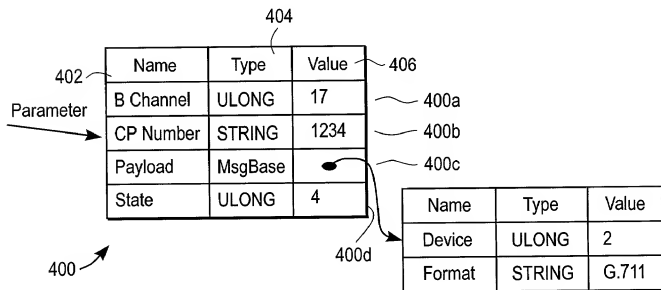 404
402
Name Type Value
406
Parameter
B Channel ULONG 17
400a
CP Number STRING 1234
400b
Payload MsgBase
400c
State ULONG 4
400d
400
Name Type Value
Device ULONG 2
Format STRING G.711